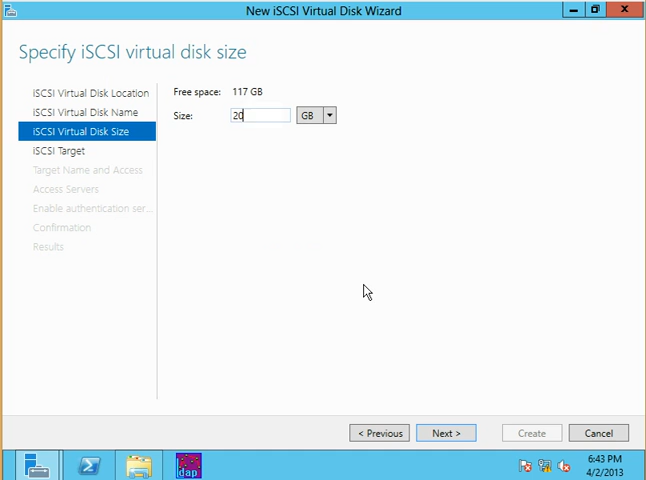 New iSCSI Virtual Disk Wizard
Specify iSCSI virtual disk size
iSCSI Virtual Disk Location
iSCSI Virtual Disk Name
iSCSI Virtual Disk Size
iSCSI Target
Target Name and Access
Access Servers
Enable authentication ser...
Confirmation
Results
Free space: 117 GB
Size: 20 GB
< Previous Next > Create Cancel
dap
6:43 PM
4/2/2013